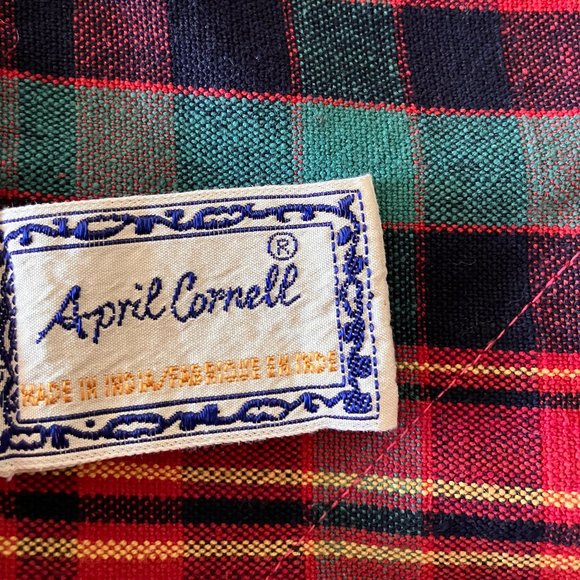 ®
April Cornell
MADE IN INDIA/FABRIQUE EN INDE